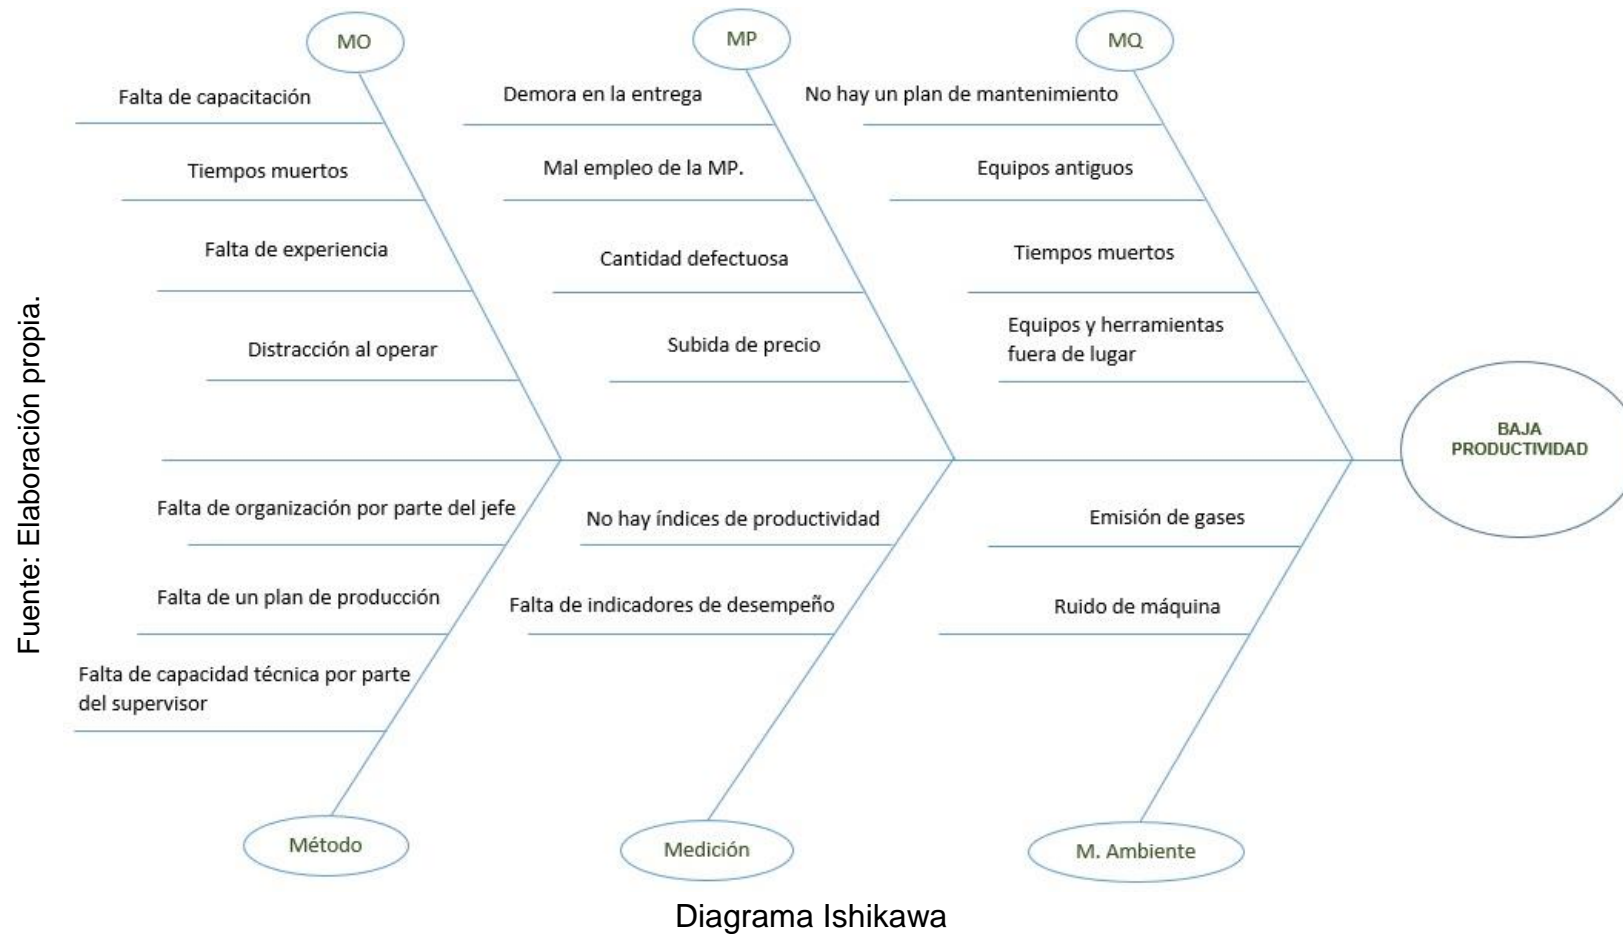 MO
Falta de capacitación
Tiempos muertos
Falta de experiencia
Distracción al operar
MP
Demora en la entrega
Mal empleo de la MP.
Cantidad defectuosa
Subida de precio
MQ
No hay un plan de mantenimiento
Equipos antiguos
Tiempos muertos
Equipos y herramientas
fuera de lugar
BAJA
PRODUCTIVIDAD
Falta de organización por parte del jefe
Falta de un plan de producción
Falta de capacidad técnica por parte
del supervisor
Método
No hay índices de productividad
Falta de indicadores de desempeño
Medición
Emisión de gases
Ruido de máquina
M. Ambiente
Fuente: Elaboración propia.
Diagrama Ishikawa